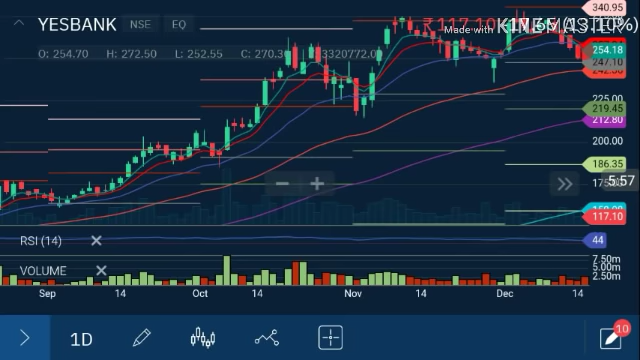 340.95
YESBANK NSE EQ
Made with KINEMASTER
O: 254.70 H: 272.50 L: 252.55
254.18
247.10
225.00
219.45
212.80
200.00
186.35
5:57
117.10
RSI (14)
44
VOLUME
7.50m
5.00m
2.50m
Sep 14 Oct 14 Nov 14 Dec 14
1D
10